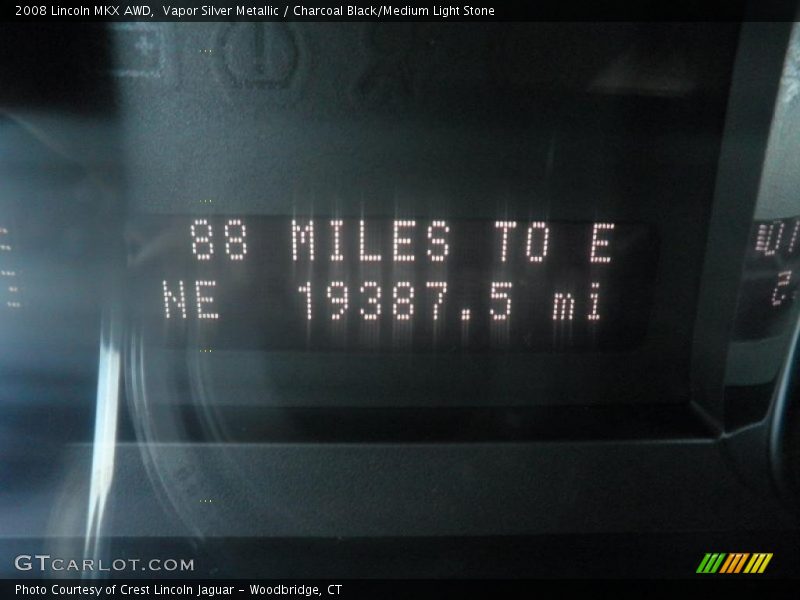 2008 Lincoln MKX AWD,  Vapor Silver Metallic / Charcoal Black/Medium Light Stone
88 MILES TO E
NE 19387.5 mi
GTCARLOT.COM
Photo Courtesy of Crest Lincoln Jaguar - Woodbridge, CT